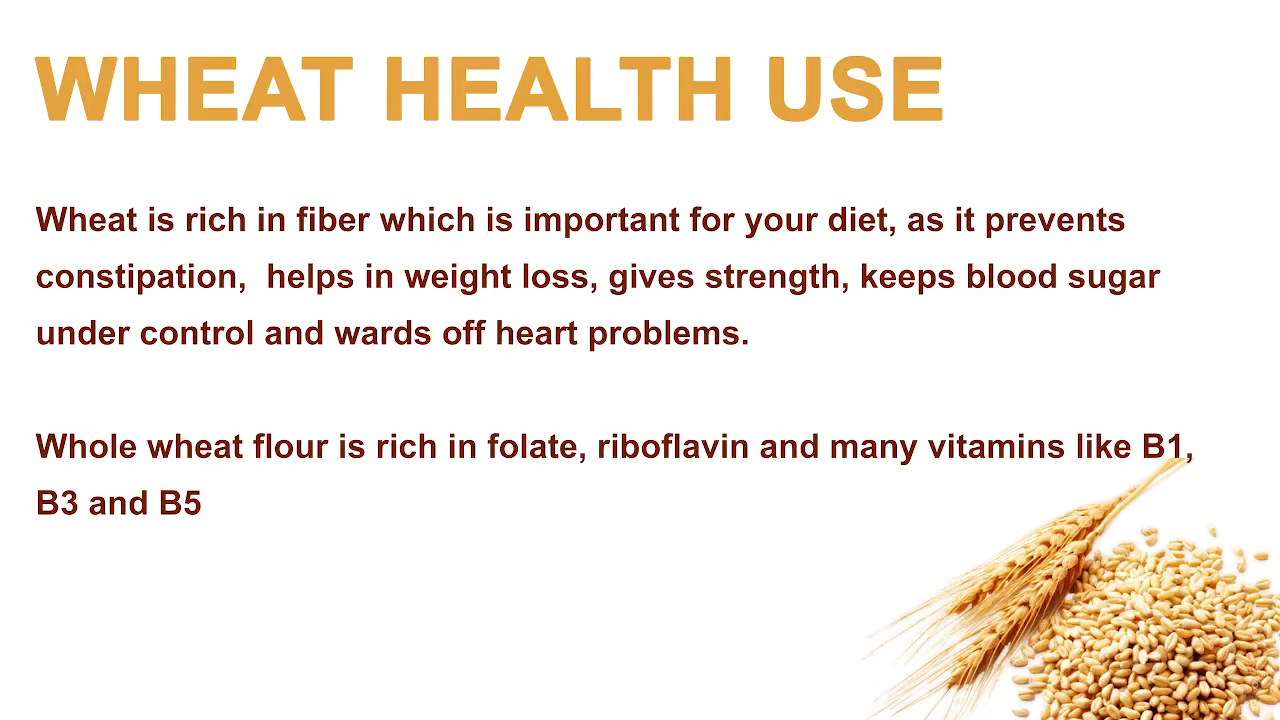 WHEAT HEALTH USE
Wheat is rich in fiber which is important for your diet, as it prevents
constipation,  helps in weight loss, gives strength, keeps blood sugar
under control and wards off heart problems.
Whole wheat flour is rich in folate, riboflavin and many vitamins like B1,
B3 and B5